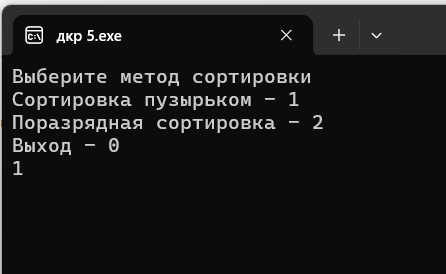 дкр 5.exe
Выберите метод сортировки
Сортировка пузырьком - 1
Поразрядная сортировка - 2
Выход - 0
1